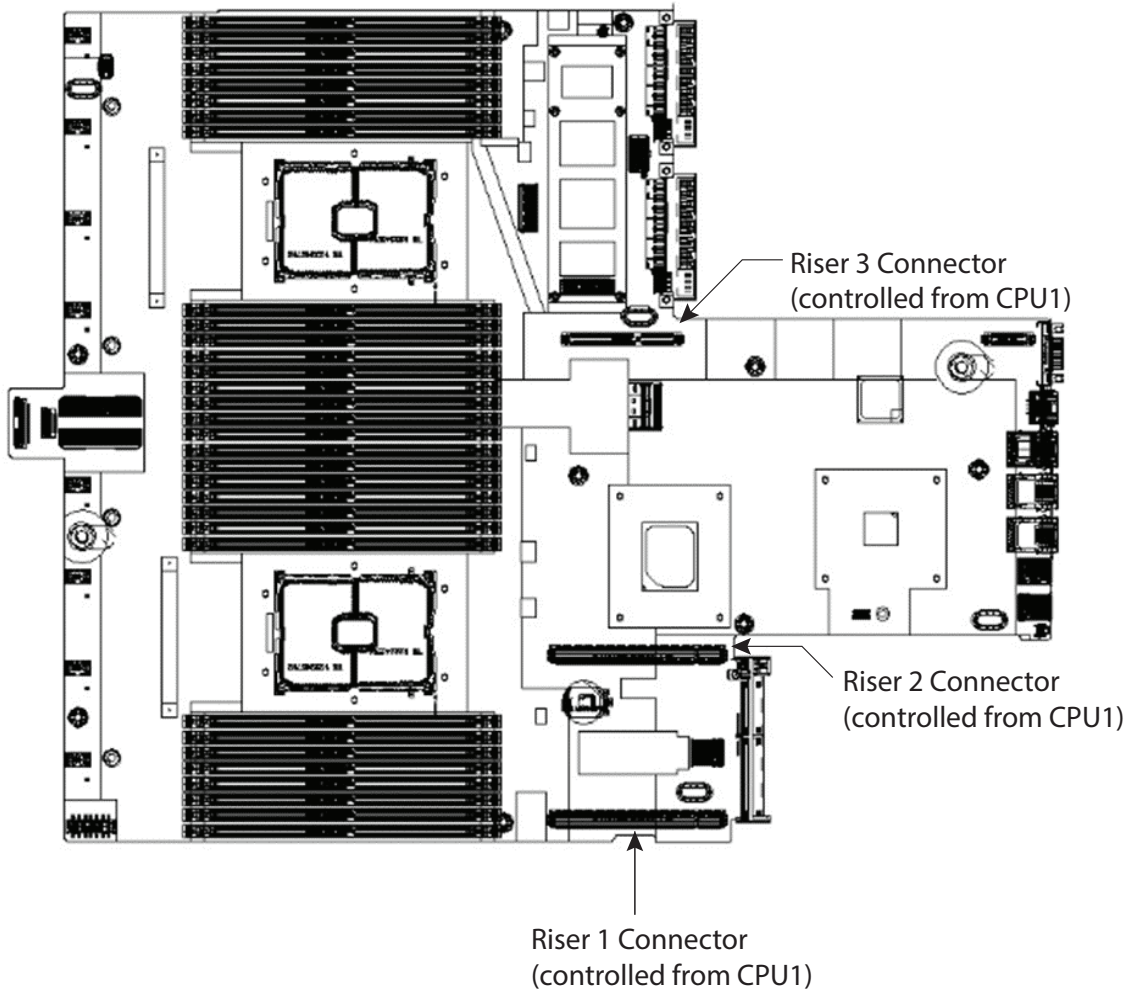 Riser 3 Connector
(controlled from CPU1)
Riser 2 Connector
(controlled from CPU1)
Riser 1 Connector
(controlled from CPU1)